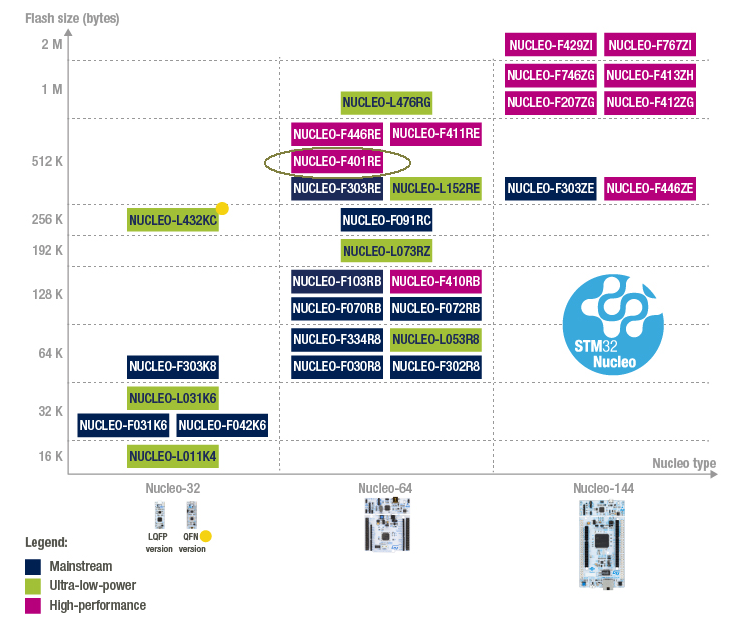 Flash size (bytes)
2 M
NUCLEO-F429ZI NUCLEO-F767ZI
NUCLEO-F746ZG NUCLEO-F413ZH
1 M
NUCLEO-L476RG NUCLEO-F207ZG NUCLEO-F412ZG
NUCLEO-F446RE NUCLEO-F411RE
512 K
NUCLEO-F401RE
NUCLEO-F303RE NUCLEO-L152RE NUCLEO-F303ZE NUCLEO-F446ZE
256 K
NUCLEO-L432KC NUCLEO-F091RC
192 K
NUCLEO-L073RZ
NUCLEO-F103RB NUCLEO-F410RB
128 K
NUCLEO-F070RB NUCLEO-F072RB
NUCLEO-F334R8 NUCLEO-L053R8
STM32
Nucleo
64 K
NUCLEO-F303K8 NUCLEO-F030R8 NUCLEO-F302R8
NUCLEO-L031K6
32 K
NUCLEO-F031K6 NUCLEO-F042K6
16 K
NUCLEO-L011K4
Nucleo type
Nucleo-32 Nucleo-64 Nucleo-144
LQFP QFN
version version
Legend:
Mainstream
Ultra-low-power
High-performance